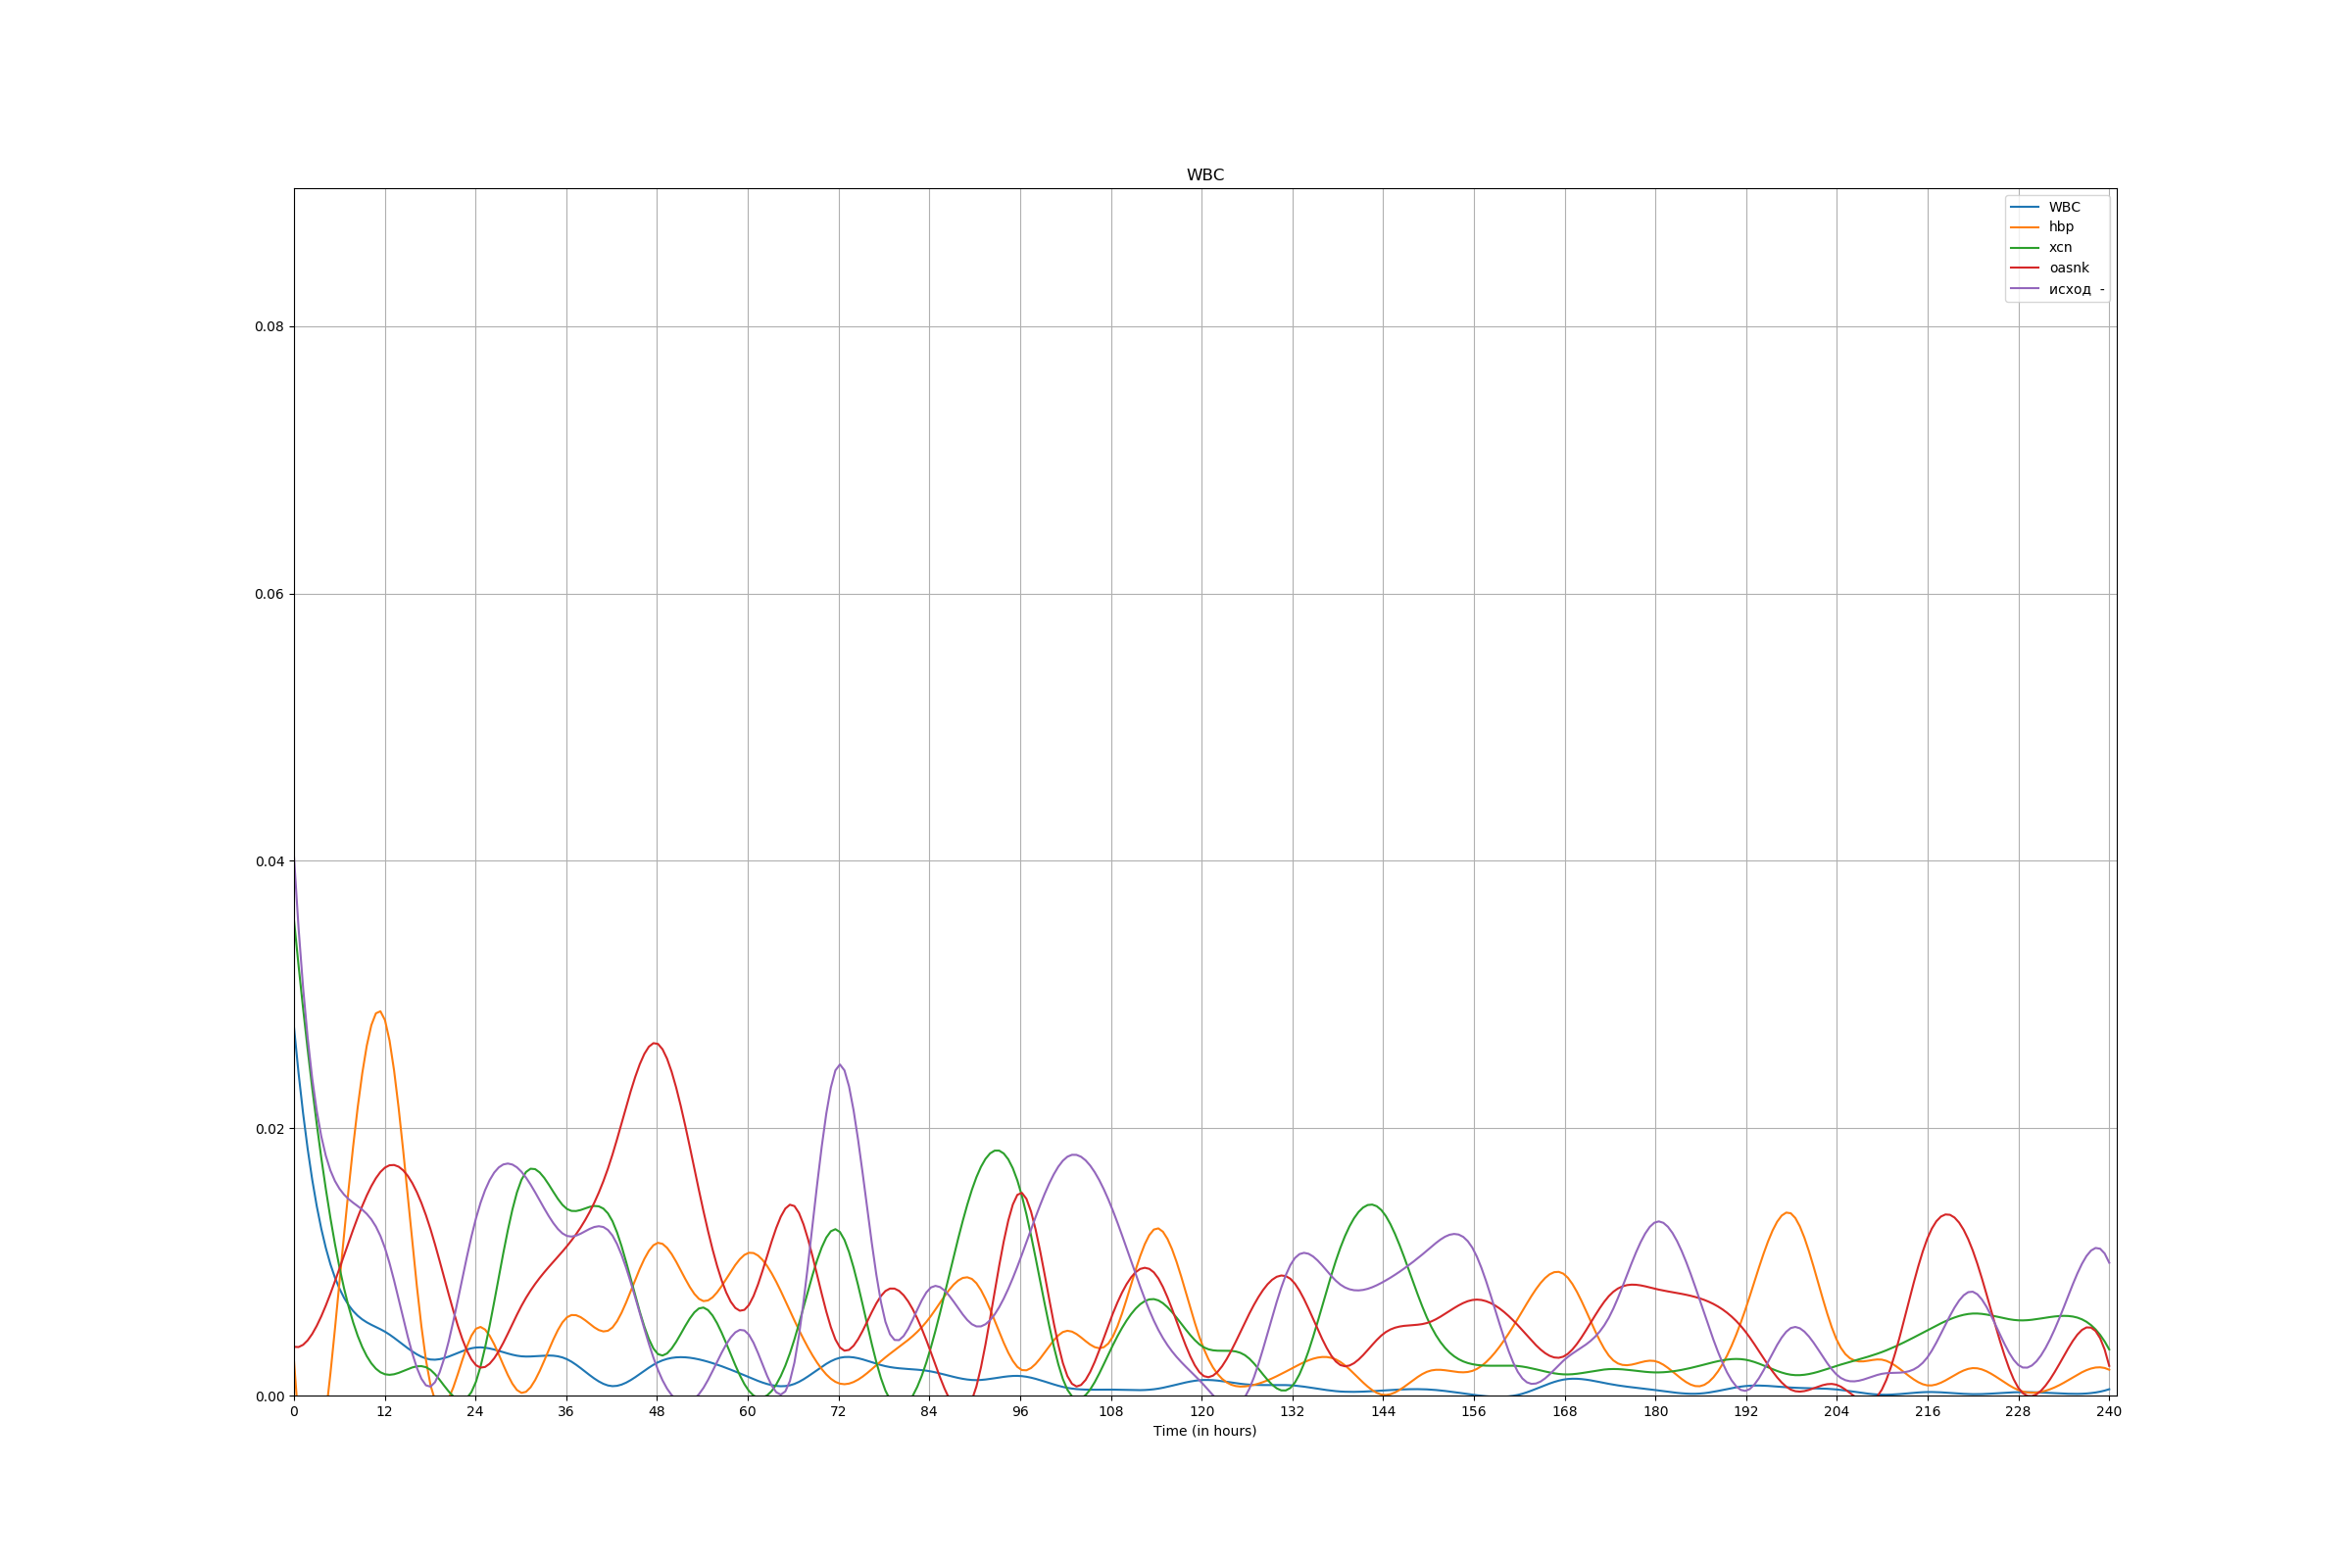 WBC
WBC
hbp
xcn
oasnk
исход -
0.08
0.06
0.04
0.02
0.00
0 12 24 36 48 60 72 84 96 108 120 132 144 156 168 180 192 204 216 228 240
Time (in hours)